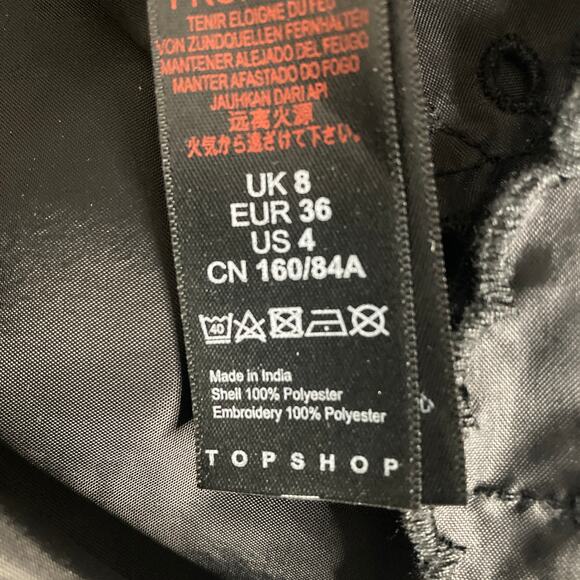 TENIR ELOIGNE DU FEU
VON ZUNDQUELLEN FERNHALTEN
MANTENER ALEJADO DEL FEUGO
MANTER AFASTADO DO FOGO
JAUHKAN DARI API
远离火源
火気から遠ざけて下さい。
UK 8
EUR 36
US 4
CN 160/84A
40
Made in India
Shell 100% Polyester
Embroidery 100% Polyester
TOPSHOP